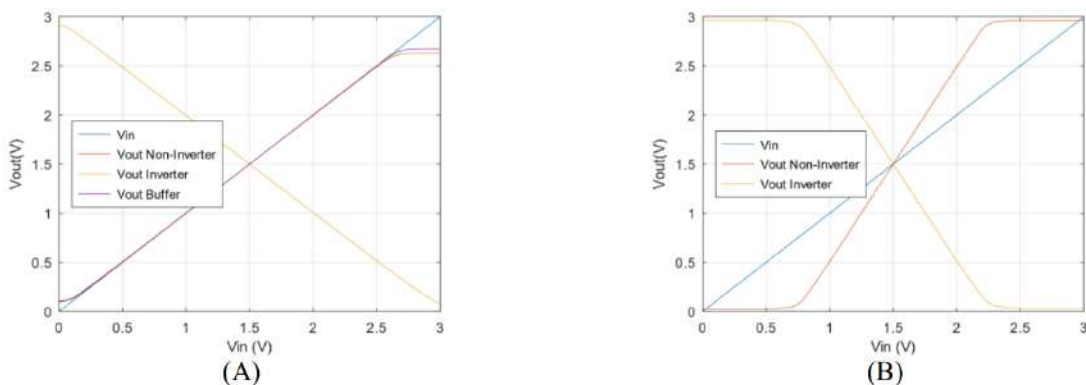 3
2.5
2
1.5
1
0.5
0
Vout(V)
Vin
Vout Non-Inverter
Vout Inverter
Vout Buffer
0 0.5 1 1.5 2 2.5 3
Vin (V)
(A)
3
2.5
2
1.5
1
0.5
0
Vout(V)
Vin
Vout Non-Inverter
Vout Inverter
0 0.5 1 1.5 2 2.5 3
Vin (V)
(B)